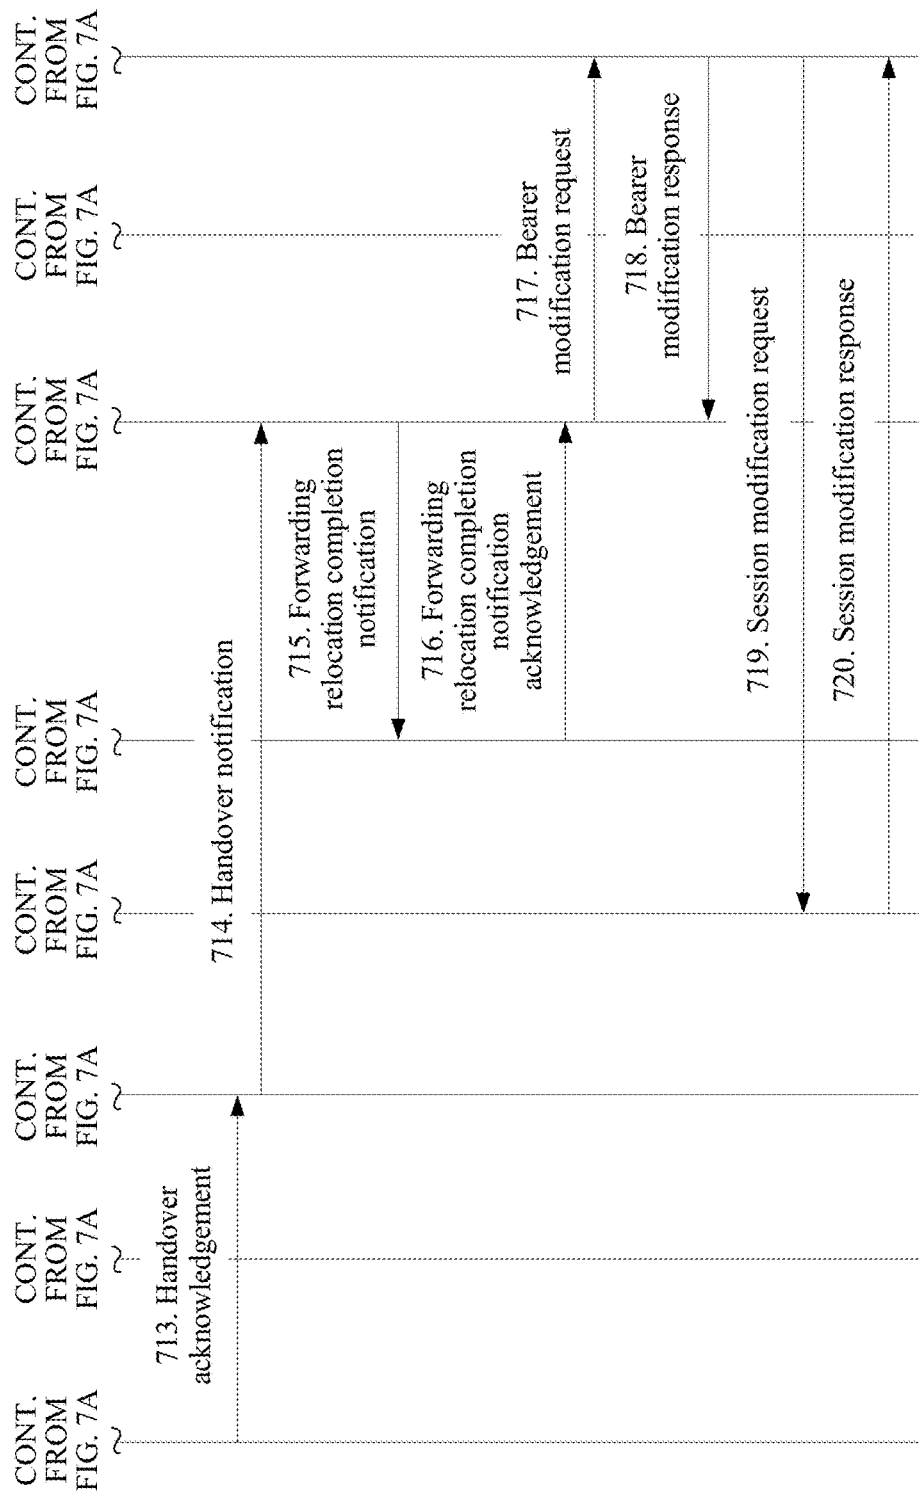 CONT.
FROM
FIG. 7A
CONT.
FROM
FIG. 7A
CONT.
FROM
FIG. 7A
CONT.
FROM
FIG. 7A
CONT.
FROM
FIG. 7A
CONT.
FROM
FIG. 7A
CONT.
FROM
FIG. 7A
CONT.
FROM
FIG. 7A
713. Handover
acknowledgement
714. Handover notification
715. Forwarding
relocation completion
notification
716. Forwarding
relocation completion
notification
acknowledgement
717. Bearer
modification request
718. Bearer
modification response
719. Session modification request
720. Session modification response